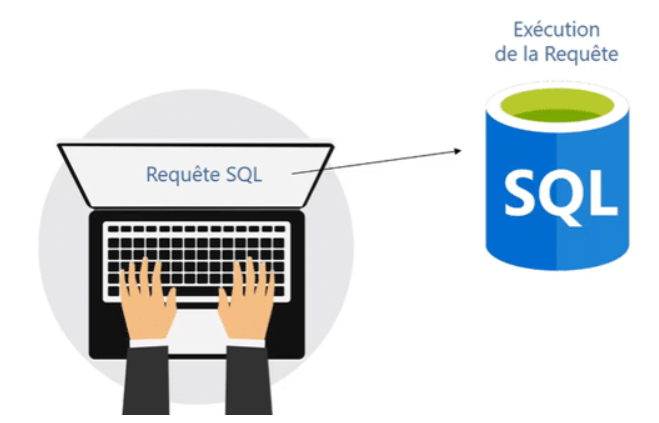 Exécution
de la Requête
Requête SQL
SQL